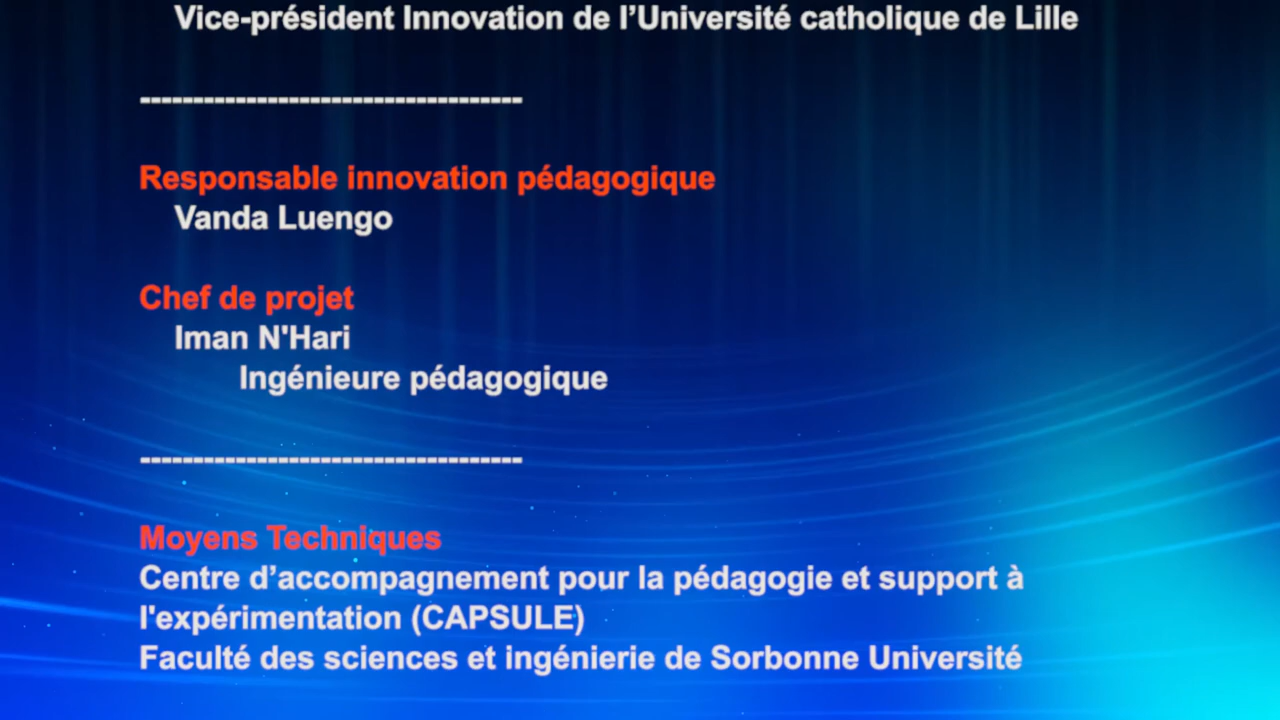 Vice-président Innovation de l’Université catholique de Lille
------------------------------------
Responsable innovation pédagogique
Vanda Luengo
Chef de projet
Iman N'Hari
Ingénieure pédagogique
------------------------------------
Moyens Techniques
Centre d’accompagnement pour la pédagogie et support à
l'expérimentation (CAPSULE)
Faculté des sciences et ingénierie de Sorbonne Université